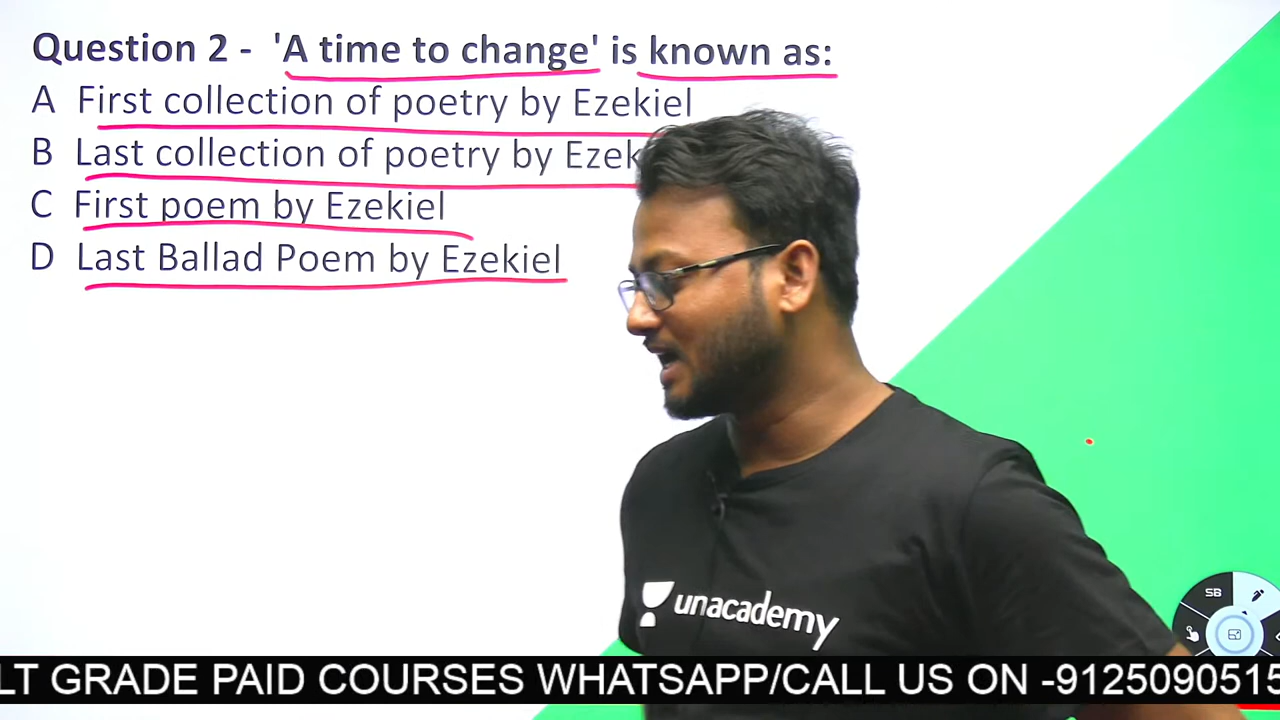 Question 2 - 'A time to change' is known as:
A First collection of poetry by Ezekiel
B Last collection of poetry by
C First poem by Ezekiel
D Last Ballad Poem by Ezekiel
unacademy
SB
LT GRADE PAID COURSES WHATSAPP/CALL US ON -9125090515